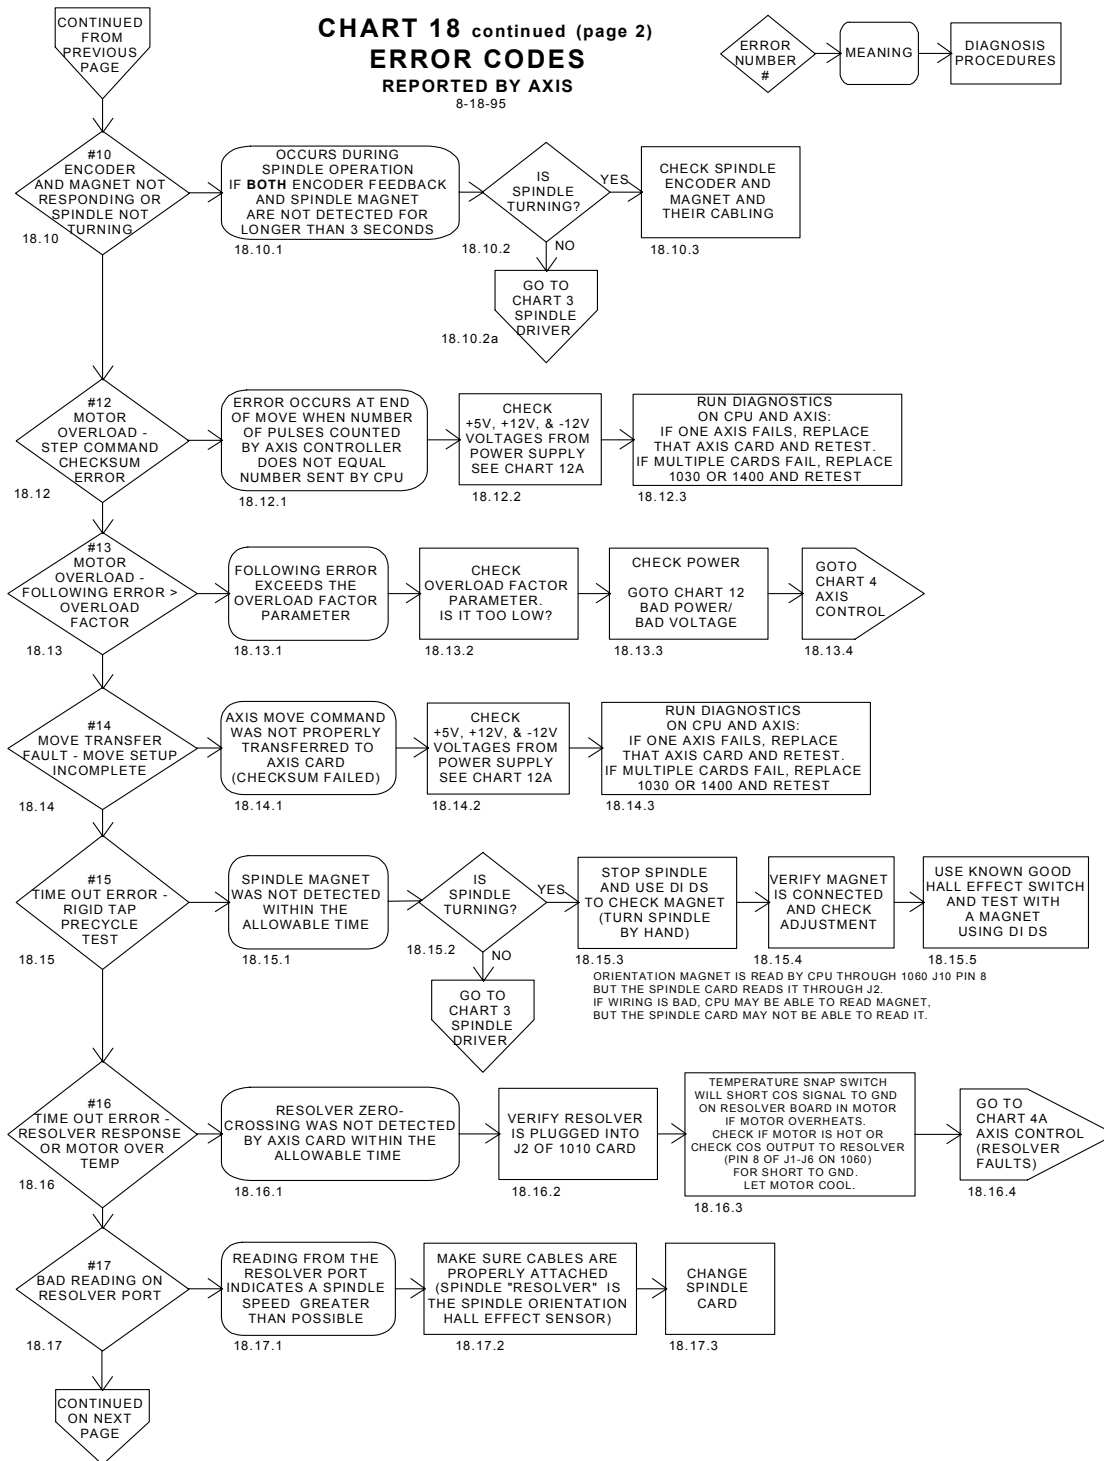 CONTINUED
FROM
PREVIOUS
PAGE
CHART 18 continued (page 2)
ERROR CODES
REPORTED BY AXIS
8-18-95
ERROR
NUMBER
#
MEANING
DIAGNOSIS
PROCEDURES
#10
ENCODER
AND MAGNET NOT
RESPONDING OR
SPINDLE NOT
TURNING
18.10
OCCURS DURING
SPINDLE OPERATION
IF BOTH ENCODER FEEDBACK
AND SPINDLE MAGNET
ARE NOT DETECTED FOR
LONGER THAN 3 SECONDS
18.10.1
IS
SPINDLE
TURNING?
18.10.2
YES
CHECK SPINDLE
ENCODER AND
MAGNET AND
THEIR CABLING
18.10.3
NO
GO TO
CHART 3
SPINDLE
DRIVER
18.10.2a
#12
MOTOR
OVERLOAD -
STEP COMMAND
CHECKSUM
ERROR
18.12
ERROR OCCURS AT END
OF MOVE WHEN NUMBER
OF PULSES COUNTED
BY AXIS CONTROLLER
DOES NOT EQUAL
NUMBER SENT BY CPU
18.12.1
CHECK
+5V, +12V, & -12V
VOLTAGES FROM
POWER SUPPLY
SEE CHART 12A
18.12.2
RUN DIAGNOSTICS
ON CPU AND AXIS:
IF ONE AXIS FAILS, REPLACE
THAT AXIS CARD AND RETEST.
IF MULTIPLE CARDS FAIL, REPLACE
1030 OR 1400 AND RETEST
18.12.3
#13
MOTOR
OVERLOAD -
FOLLOWING ERROR >
OVERLOAD
FACTOR
18.13
FOLLOWING ERROR
EXCEEDS THE
OVERLOAD FACTOR
PARAMETER
18.13.1
CHECK
OVERLOAD FACTOR
PARAMETER.
IS IT TOO LOW?
18.13.2
CHECK POWER
GOTO CHART 12
BAD POWER/
BAD VOLTAGE
18.13.3
GOTO
CHART 4
AXIS
CONTROL
18.13.4
#14
MOVE TRANSFER
FAULT - MOVE SETUP
INCOMPLETE
18.14
AXIS MOVE COMMAND
WAS NOT PROPERLY
TRANSFERRED TO
AXIS CARD
(CHECKSUM FAILED)
18.14.1
CHECK
+5V, +12V, & -12V
VOLTAGES FROM
POWER SUPPLY
SEE CHART 12A
18.14.2
RUN DIAGNOSTICS
ON CPU AND AXIS:
IF ONE AXIS FAILS, REPLACE
THAT AXIS CARD AND RETEST.
IF MULTIPLE CARDS FAIL, REPLACE
1030 OR 1400 AND RETEST
18.14.3
#15
TIME OUT ERROR -
RIGID TAP
PRECYCLE
TEST
18.15
SPINDLE MAGNET
WAS NOT DETECTED
WITHIN THE
ALLOWABLE TIME
18.15.1
IS
SPINDLE
TURNING?
18.15.2
YES
STOP SPINDLE
AND USE DI DS
TO CHECK MAGNET
(TURN SPINDLE
BY HAND)
18.15.3
VERIFY MAGNET
IS CONNECTED
AND CHECK
ADJUSTMENT
18.15.4
USE KNOWN GOOD
HALL EFFECT SWITCH
AND TEST WITH
A MAGNET
USING DI DS
18.15.5
NO
GO TO
CHART 3
SPINDLE
DRIVER
ORIENTATION MAGNET IS READ BY CPU THROUGH 1060 J10 PIN 8
BUT THE SPINDLE CARD READS IT THROUGH J2.
IF WIRING IS BAD, CPU MAY BE ABLE TO READ MAGNET,
BUT THE SPINDLE CARD MAY NOT BE ABLE TO READ IT.
#16
TIME OUT ERROR -
RESOLVER RESPONSE
OR MOTOR OVER
TEMP
18.16
RESOLVER ZERO-
CROSSING WAS NOT DETECTED
BY AXIS CARD WITHIN THE
ALLOWABLE TIME
18.16.1
VERIFY RESOLVER
IS PLUGGED INTO
J2 OF 1010 CARD
18.16.2
TEMPERATURE SNAP SWITCH
WILL SHORT COS SIGNAL TO GND
ON RESOLVER BOARD IN MOTOR
IF MOTOR OVERHEATS.
CHECK IF MOTOR IS HOT OR
CHECK COS OUTPUT TO RESOLVER
(PIN 8 OF J1-J6 ON 1060)
FOR SHORT TO GND.
LET MOTOR COOL.
18.16.3
GO TO
CHART 4A
AXIS CONTROL
(RESOLVER
FAULTS)
18.16.4
#17
BAD READING ON
RESOLVER PORT
18.17
READING FROM THE
RESOLVER PORT
INDICATES A SPINDLE
SPEED GREATER
THAN POSSIBLE
18.17.1
MAKE SURE CABLES ARE
PROPERLY ATTACHED
(SPINDLE "RESOLVER" IS
THE SPINDLE ORIENTATION
HALL EFFECT SENSOR)
18.17.2
CHANGE
SPINDLE
CARD
18.17.3
CONTINUED
ON NEXT
PAGE